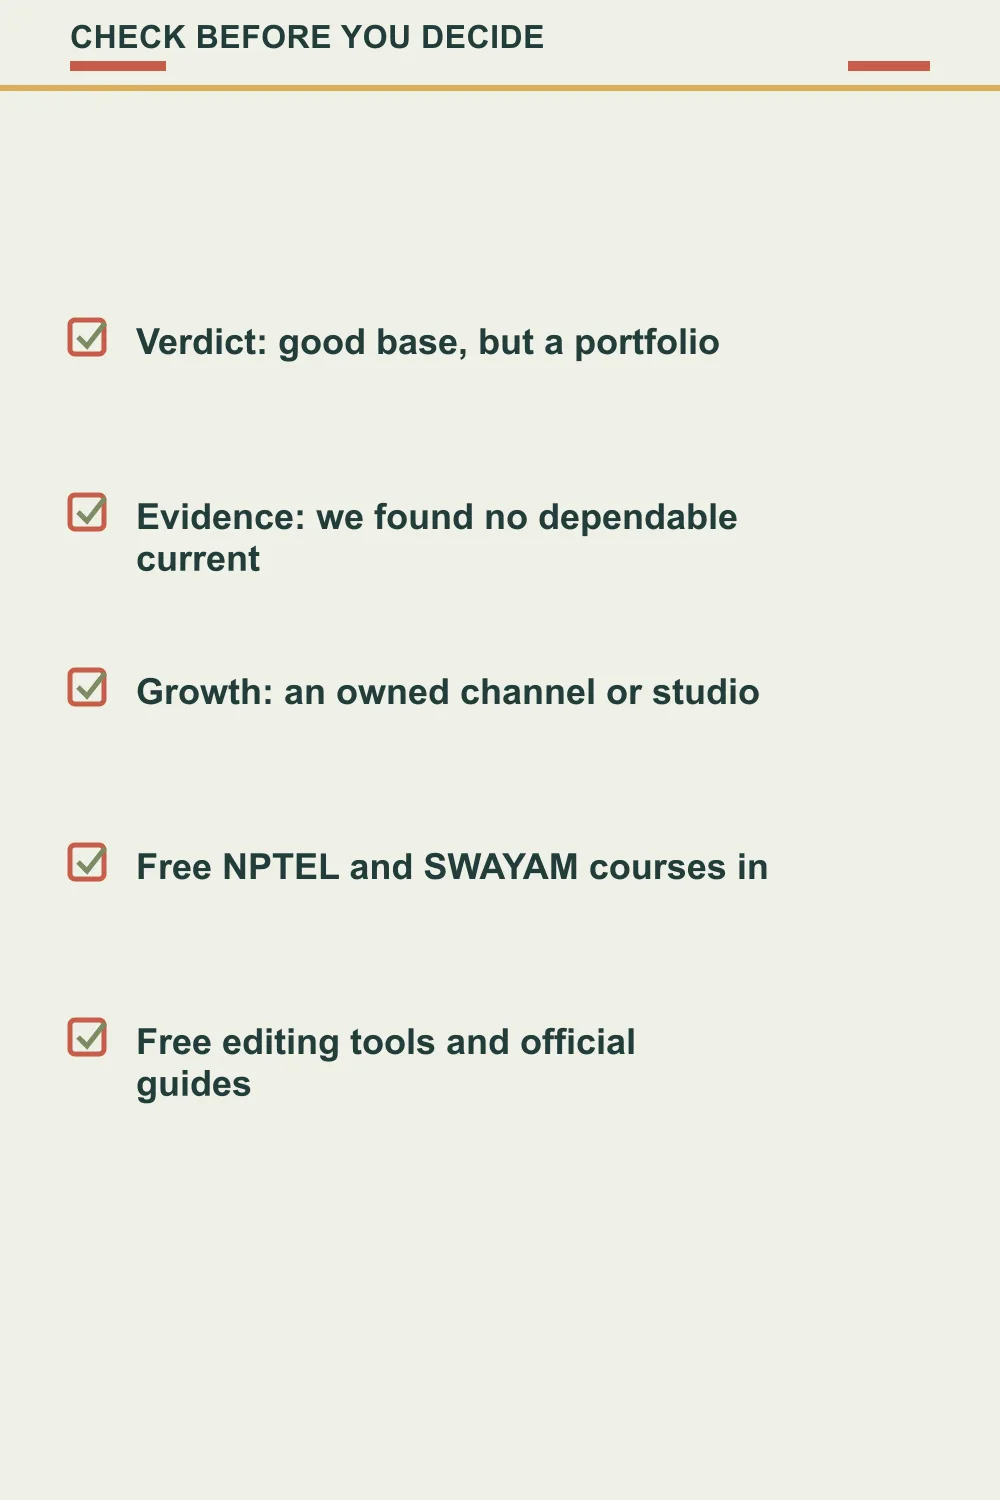 CHECK BEFORE YOU DECIDE
Verdict: good base, but a portfolio
Evidence: we found no dependable
current
Growth: an owned channel or studio
Free NPTEL and SWAYAM courses in
Free editing tools and official
guides